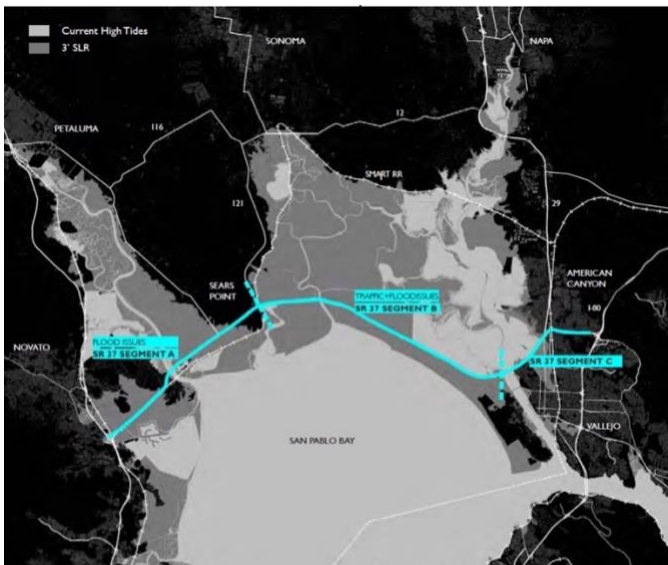 Current High Tides
3' SLR
SONOMA
NAPA
PETALUMA
116
12
SMART RR
121
29
SEARS
POINT
AMERICAN
CANYON
I-80
TRAFFIC+FLOOD ISSUES
SR 37 SEGMENT B
FLOOD ISSUES
SR 37 SEGMENT A
NOVATO
SR 37 SEGMENT C
VALLEJO
SAN PABLO BAY